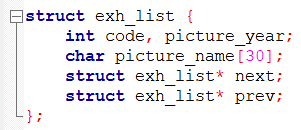 struct exh_list {
int code, picture_year;
char picture_name[30];
struct exh_list* next;
struct exh_list* prev;
};